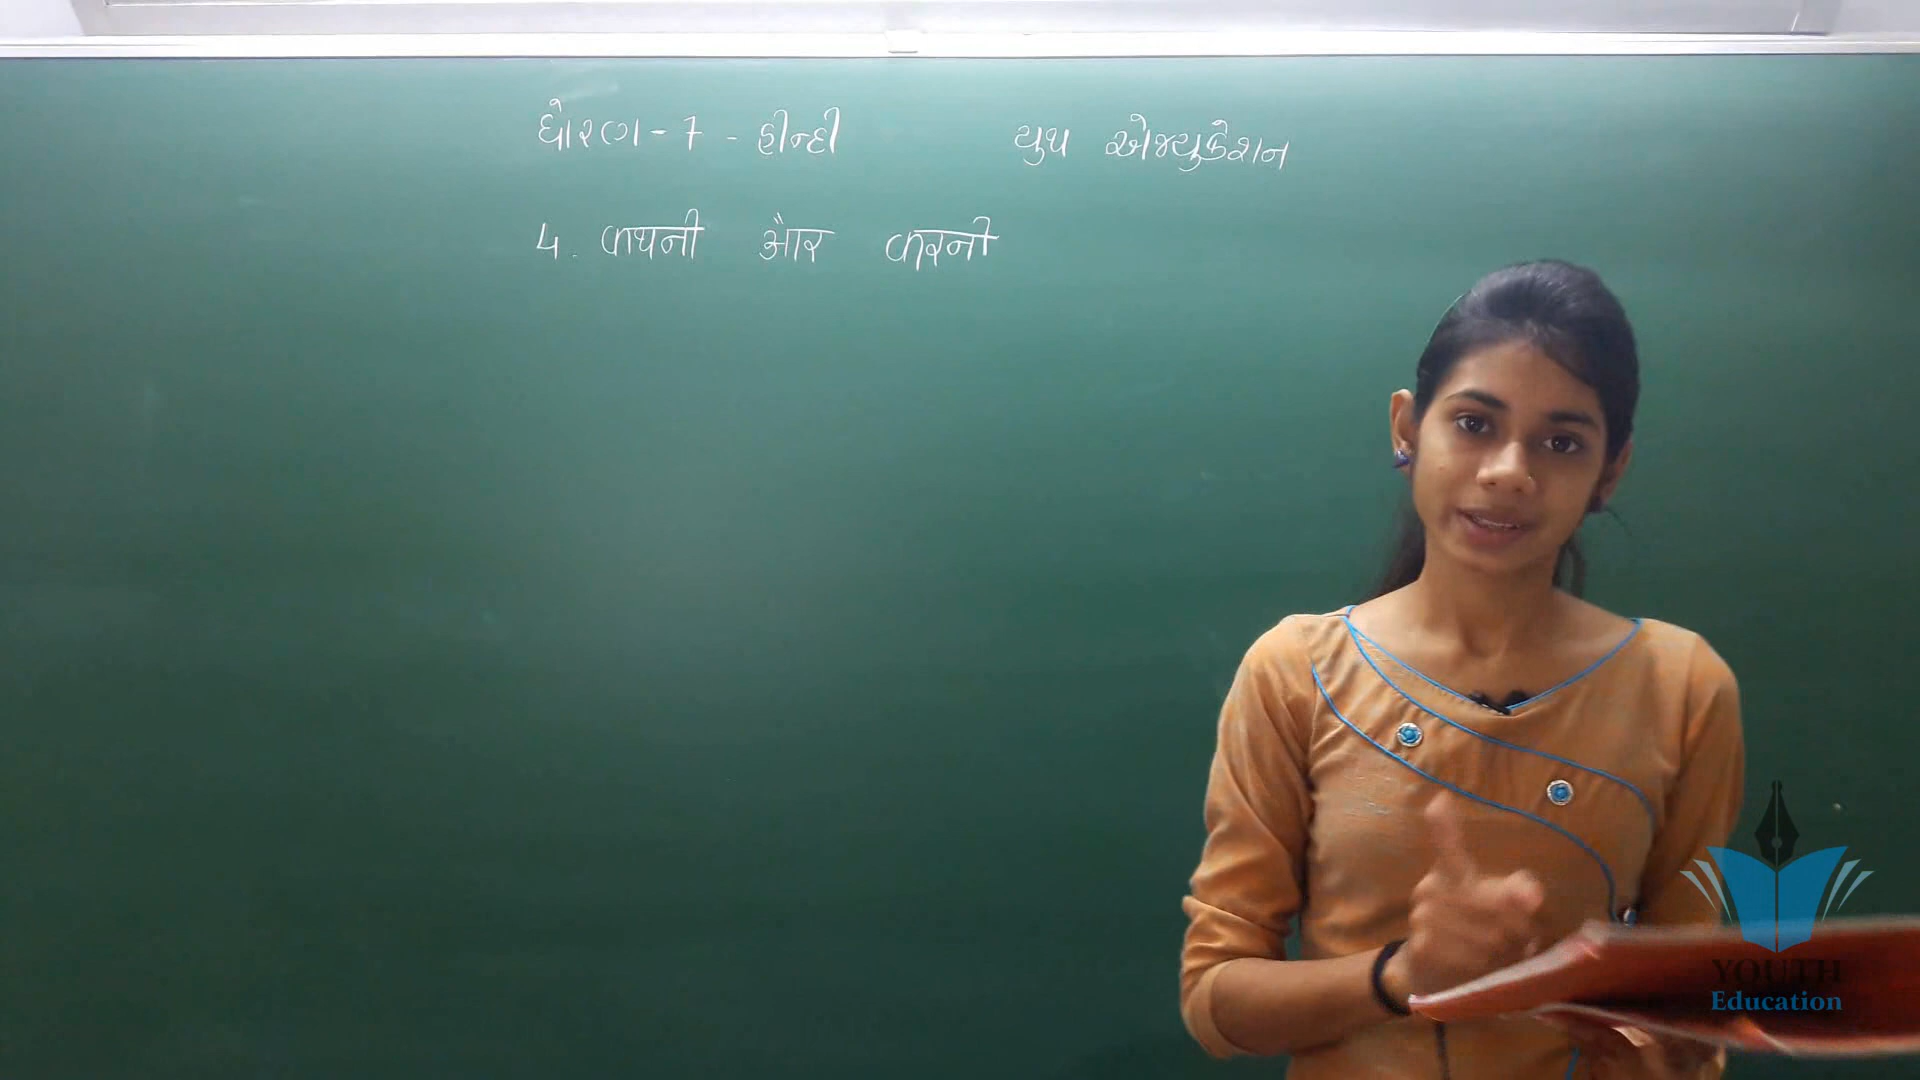 ધોરણ - 7 - હીન્દી યુથ એજ્યુકેશન
4. कथनी और करनी
YOUTH
Education